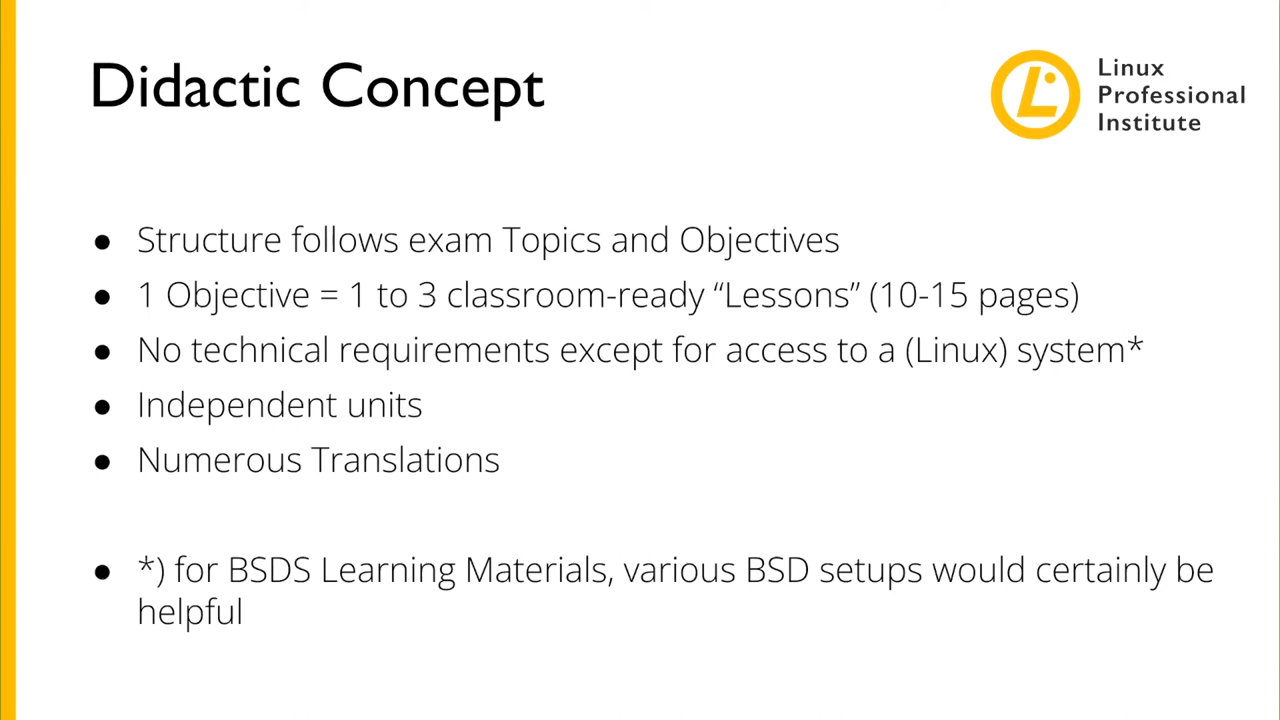 Didactic Concept
Linux
Professional
Institute
● Structure follows exam Topics and Objectives
● 1 Objective = 1 to 3 classroom-ready “Lessons” (10-15 pages)
● No technical requirements except for access to a (Linux) system*
● Independent units
● Numerous Translations
● *) for BSDS Learning Materials, various BSD setups would certainly be
helpful